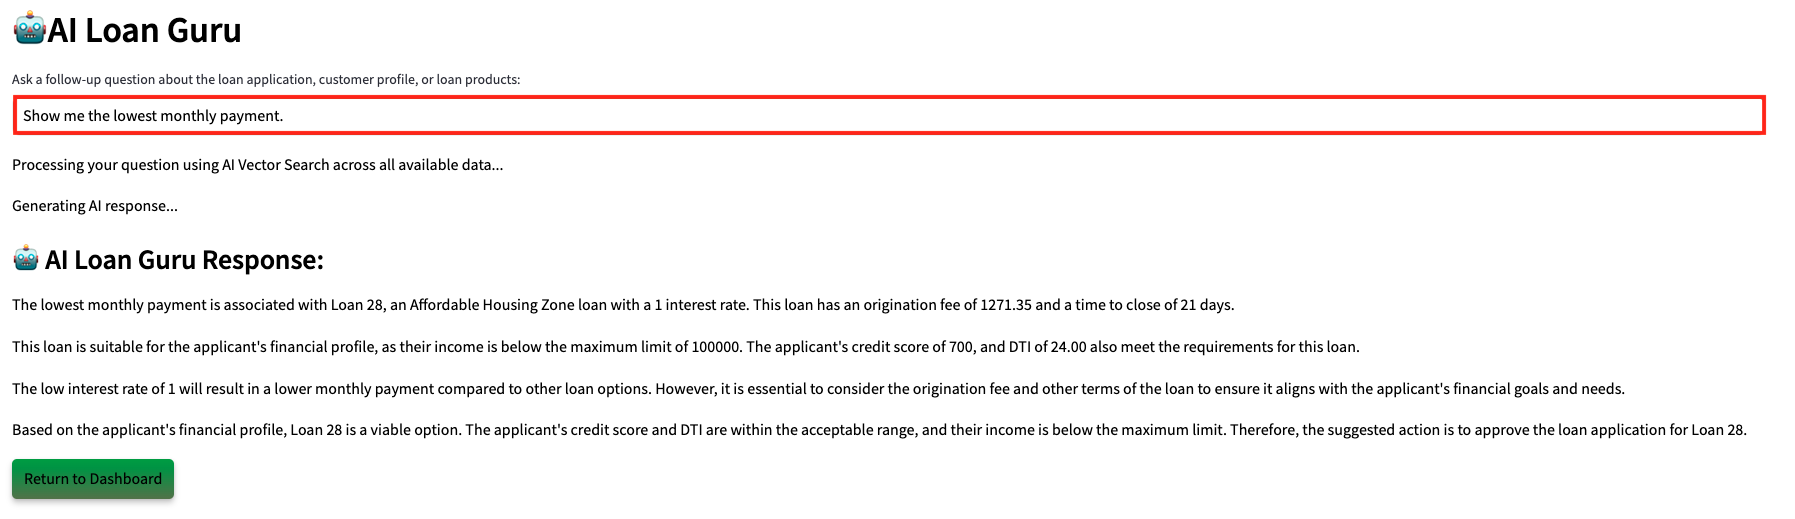 🤖AI Loan Guru
Ask a follow-up question about the loan application, customer profile, or loan products:
Show me the lowest monthly payment.
Processing your question using AI Vector Search across all available data...
Generating AI response...
🤖 AI Loan Guru Response:
The lowest monthly payment is associated with Loan 28, an Affordable Housing Zone loan with a 1 interest rate. This loan has an origination fee of 1271.35 and a time to close of 21 days.
This loan is suitable for the applicant's financial profile, as their income is below the maximum limit of 100000. The applicant's credit score of 700, and DTI of 24.00 also meet the requirements for this loan.
The low interest rate of 1 will result in a lower monthly payment compared to other loan options. However, it is essential to consider the origination fee and other terms of the loan to ensure it aligns with the applicant's financial goals and needs.
Based on the applicant's financial profile, Loan 28 is a viable option. The applicant's credit score and DTI are within the acceptable range, and their income is below the maximum limit. Therefore, the suggested action is to approve the loan application for Loan 28.
Return to Dashboard